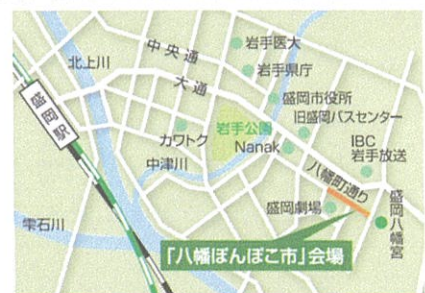 岩手医大
中央通
北上川
大通
岩手県庁
盛岡駅
盛岡市役所
旧盛岡バスセンター
岩手公園
カワトク
Nanak
IBC
岩手放送
中津川
八幡町通り
盛岡劇場
盛岡八幡宮
雫石川
「八幡ぽんぽこ市」会場